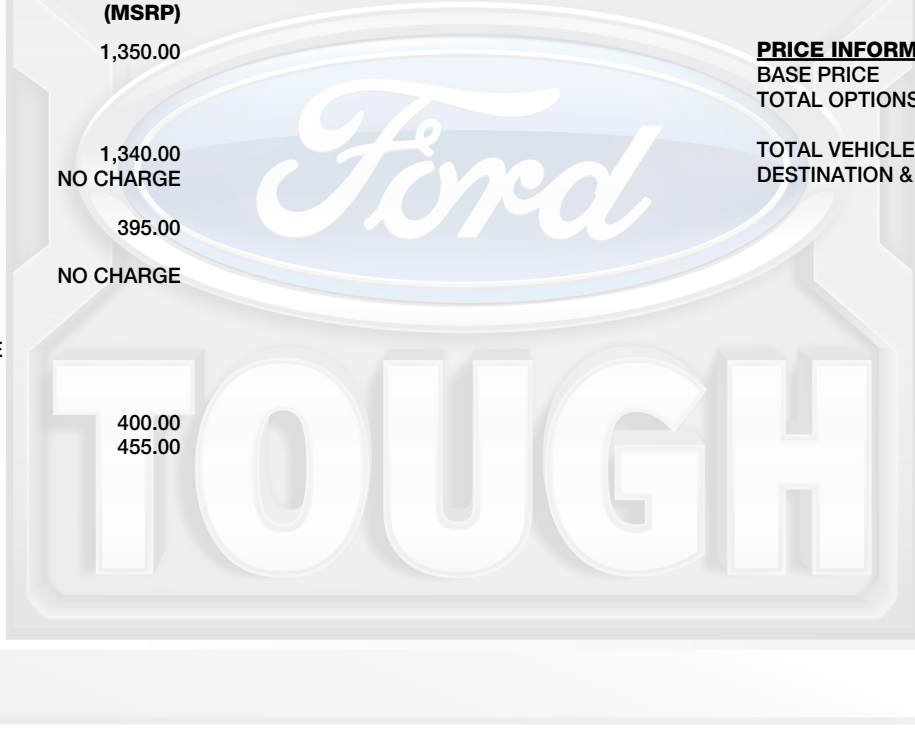 (MSRP)
1,350.00
1,340.00
NO CHARGE
395.00
NO CHARGE
400.00
455.00
PRICE INFORM
BASE PRICE
TOTAL OPTIONS
TOTAL VEHICLE
DESTINATION &
Ford
TOUGH